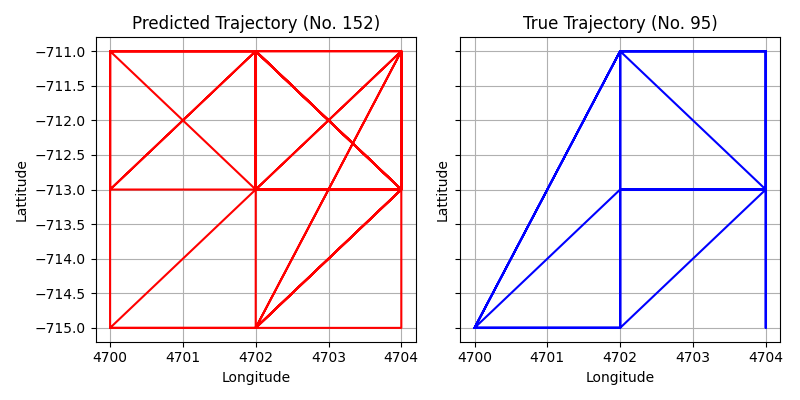 Predicted Trajectory (No. 152)
True Trajectory (No. 95)
−711.0
−711.5
−712.0
−712.5
−713.0
−713.5
−714.0
−714.5
−715.0
Lattitude
Lattitude
4700 4701 4702 4703 4704
4700 4701 4702 4703 4704
Longitude
Longitude